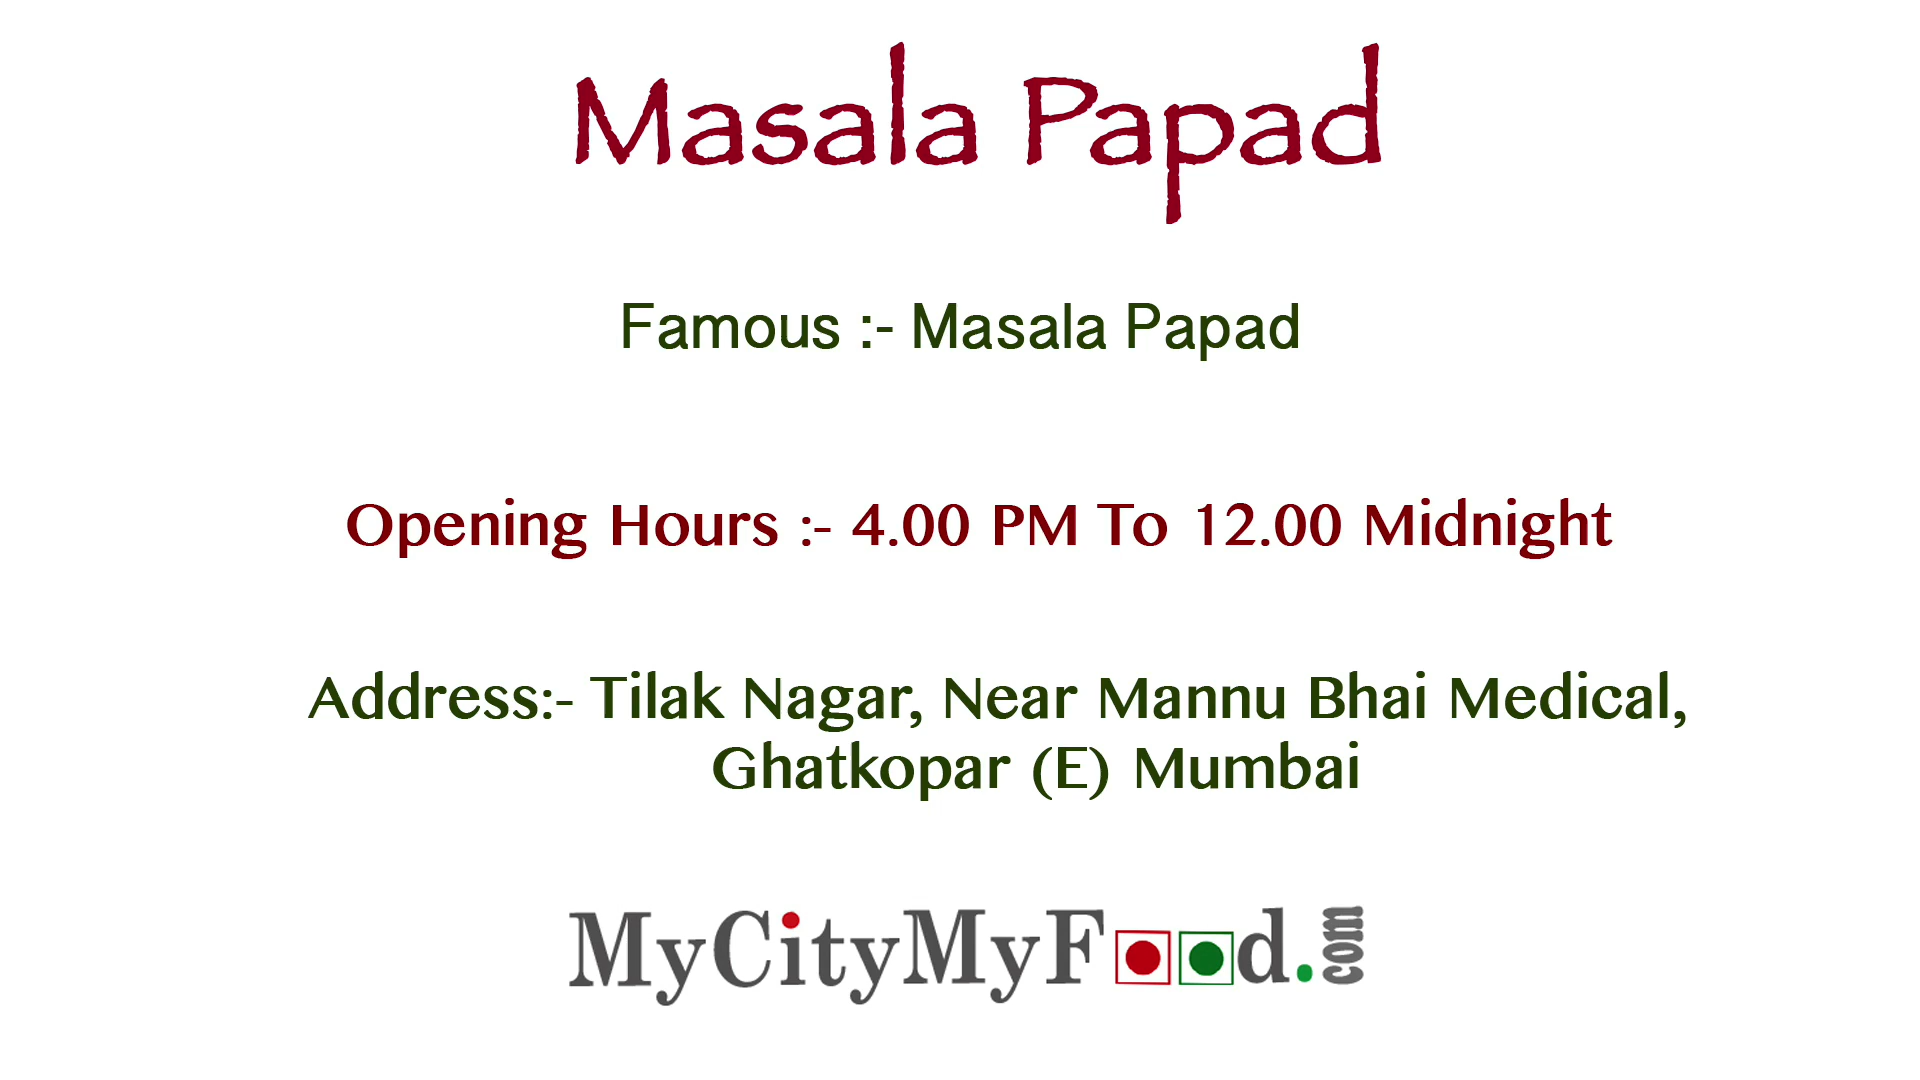 Masala Papad
Famous :- Masala Papad
Opening Hours :- 4.00 PM To 12.00 Midnight
Address:- Tilak Nagar, Near Mannu Bhai Medical,
Ghatkopar (E) Mumbai
MyCityMyFood.com